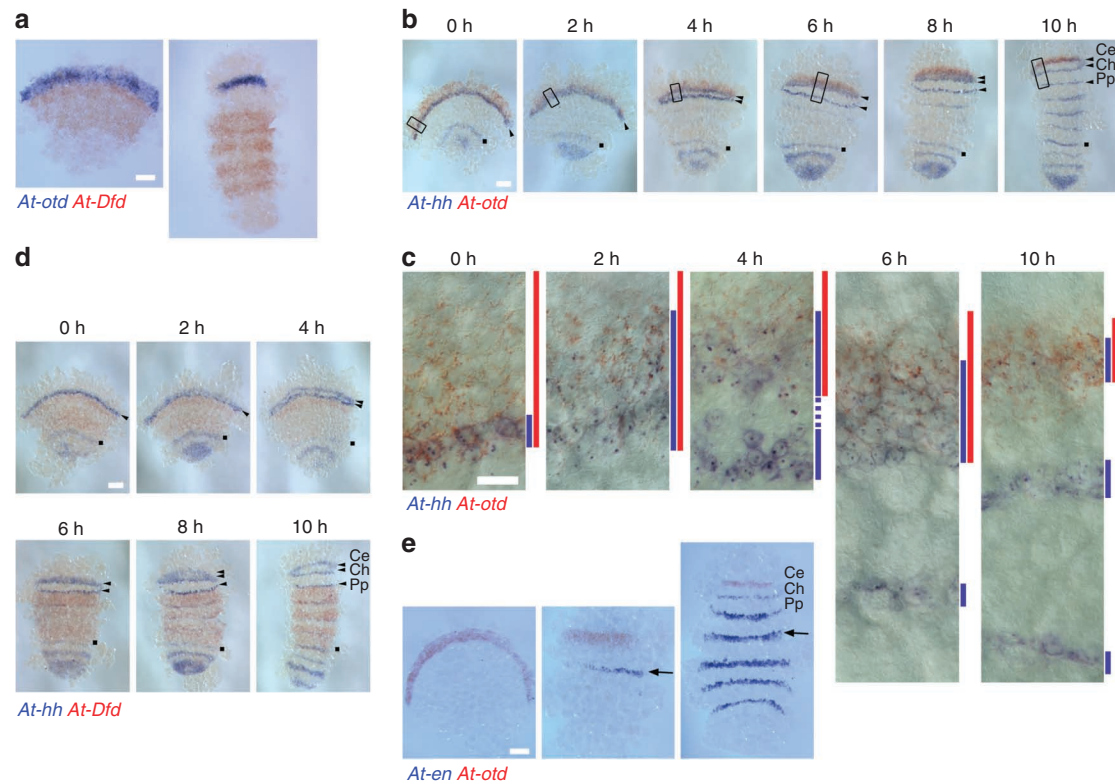 a
At-otd At-Dfd
b
0 h 2 h 4 h 6 h 8 h 10 h
Ce
Ch
Pp
At-hh At-otd
d
0 h 2 h 4 h
6 h 8 h 10 h
Ce
Ch
Pp
At-hh At-Dfd
c
0 h 2 h 4 h 6 h 10 h
At-hh At-otd
e
Ce
Ch
Pp
At-en At-otd